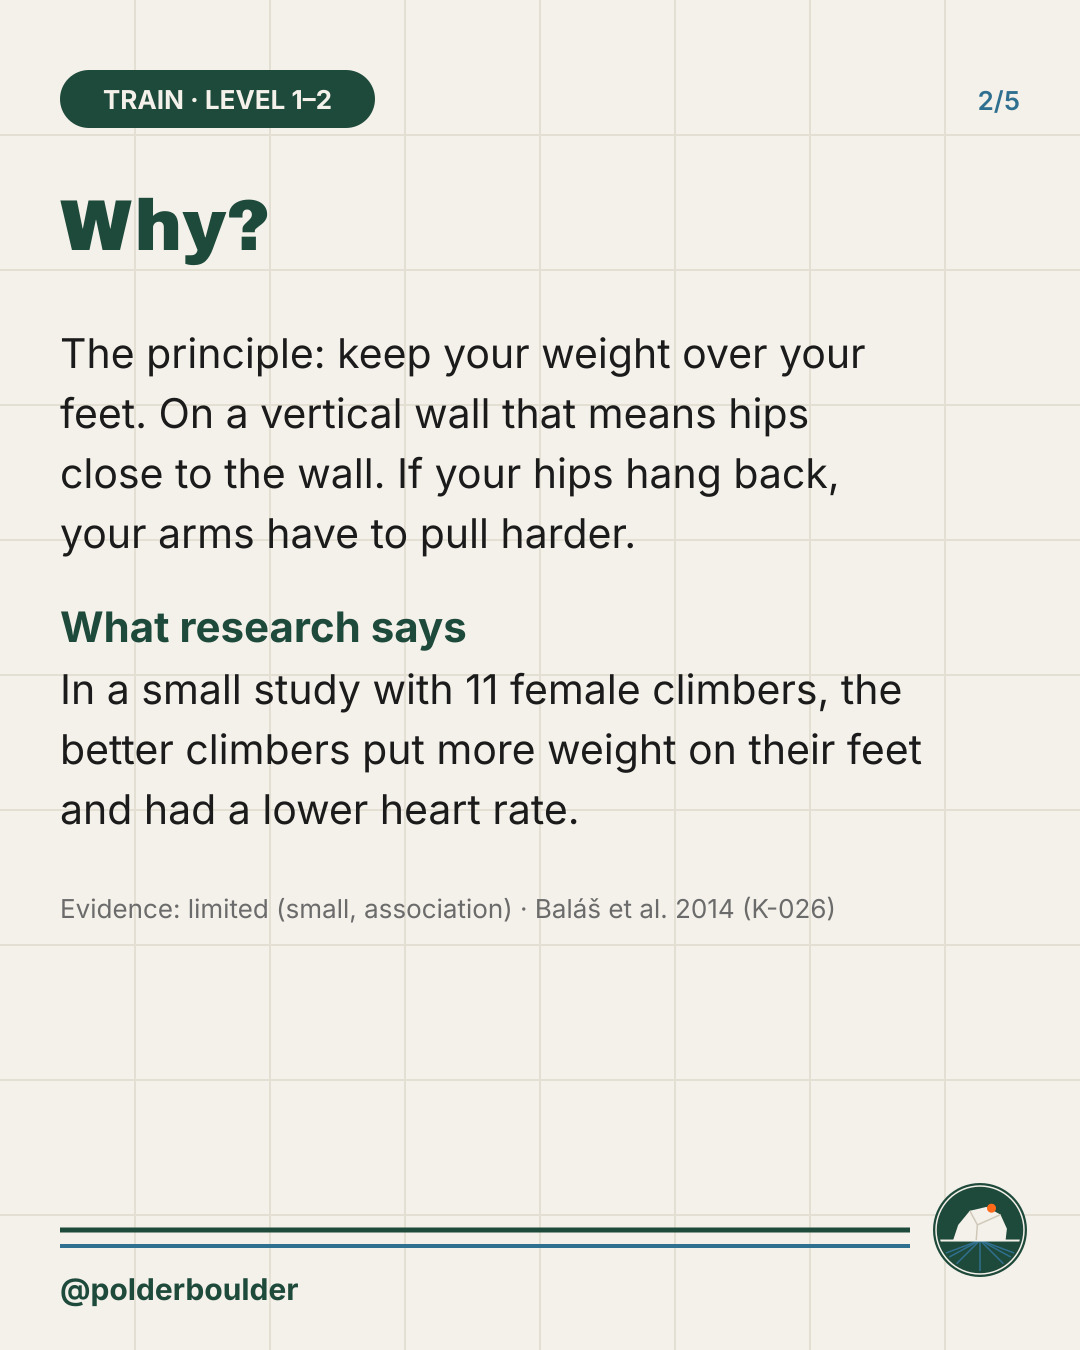 TRAIN · LEVEL 1–2
2/5
Why?
The principle: keep your weight over your
feet. On a vertical wall that means hips
close to the wall. If your hips hang back,
your arms have to pull harder.
What research says
In a small study with 11 female climbers, the
better climbers put more weight on their feet
and had a lower heart rate.
Evidence: limited (small, association) · Baláš et al. 2014 (K-026)
@polderboulder